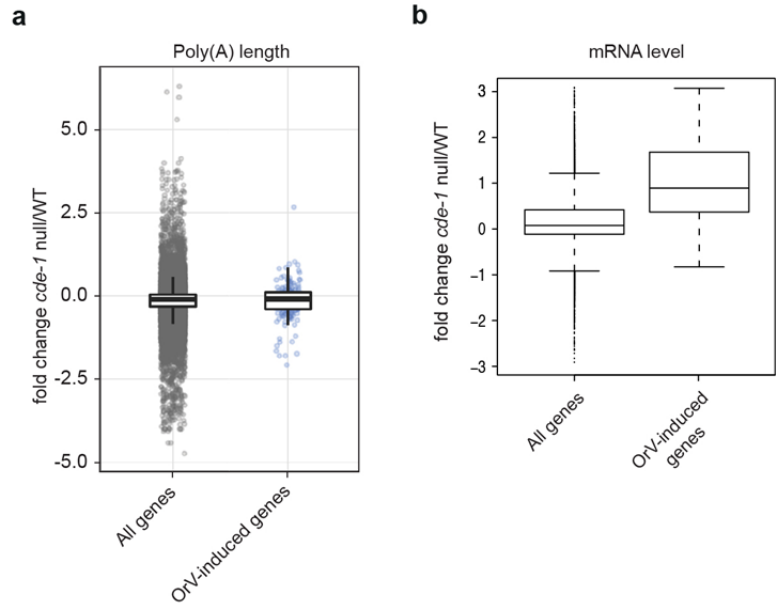 a
Poly(A) length
fold change cde-1 null/WT
5.0
2.5
0.0
-2.5
-5.0
All genes
OrV-induced genes
b
mRNA level
fold change cde-1 null/WT
3
2
1
0
−1
−2
−3
All genes
OrV-induced
genes